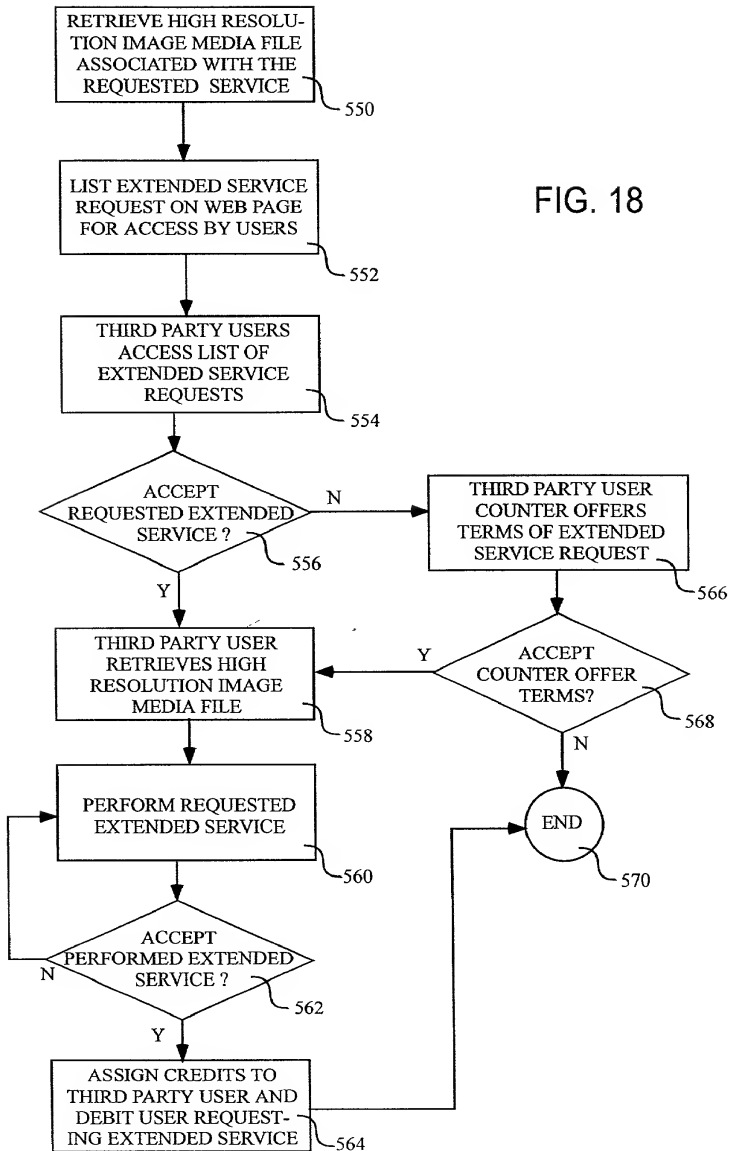 RETRIEVE HIGH RESOLU-
TION IMAGE MEDIA FILE
ASSOCIATED WITH THE
REQUESTED SERVICE
550
LIST EXTENDED SERVICE
REQUEST ON WEB PAGE
FOR ACCESS BY USERS
552
FIG. 18
THIRD PARTY USERS
ACCESS LIST OF
EXTENDED SERVICE
REQUESTS
554
ACCEPT
REQUESTED EXTENDED
SERVICE ?
556
N
Y
THIRD PARTY USER
COUNTER OFFERS
TERMS OF EXTENDED
SERVICE REQUEST
566
THIRD PARTY USER
RETRIEVES HIGH
RESOLUTION IMAGE
MEDIA FILE
558
Y
ACCEPT
COUNTER OFFER
TERMS?
568
N
PERFORM REQUESTED
EXTENDED SERVICE
560
END
570
ACCEPT
PERFORMED EXTENDED
SERVICE ?
562
N
Y
ASSIGN CREDITS TO
THIRD PARTY USER AND
DEBIT USER REQUEST-
ING EXTENDED SERVICE
564